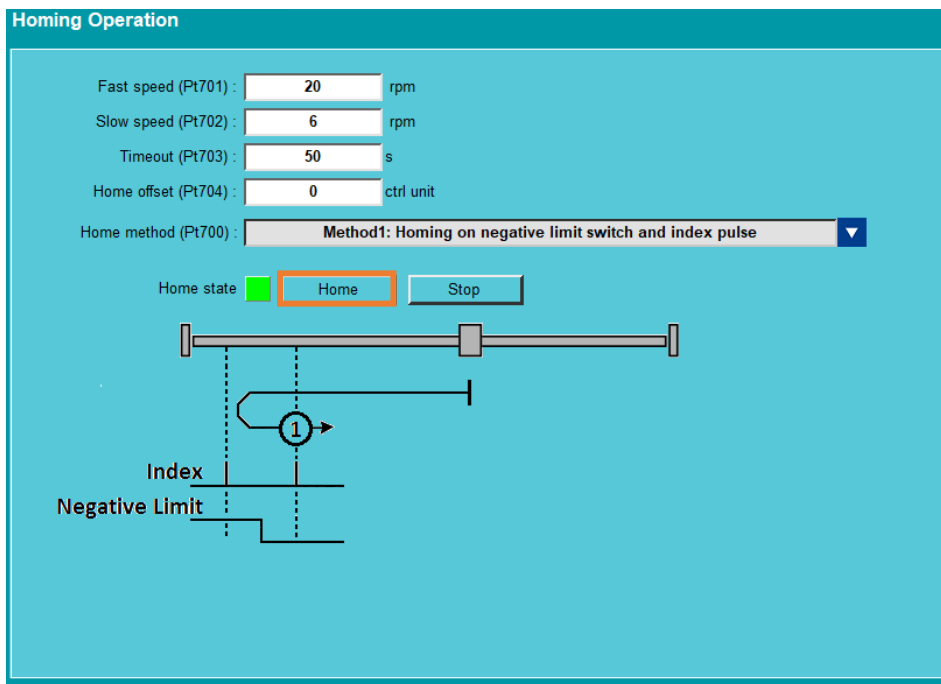 Homing Operation
Fast speed (Pt701) : 20 rpm
Slow speed (Pt702) : 6 rpm
Timeout (Pt703) : 50 s
Home offset (Pt704) : 0 ctrl unit
Home method (Pt700) : Method1: Homing on negative limit switch and index pulse
Home state Home Stop
1
Index
Negative Limit